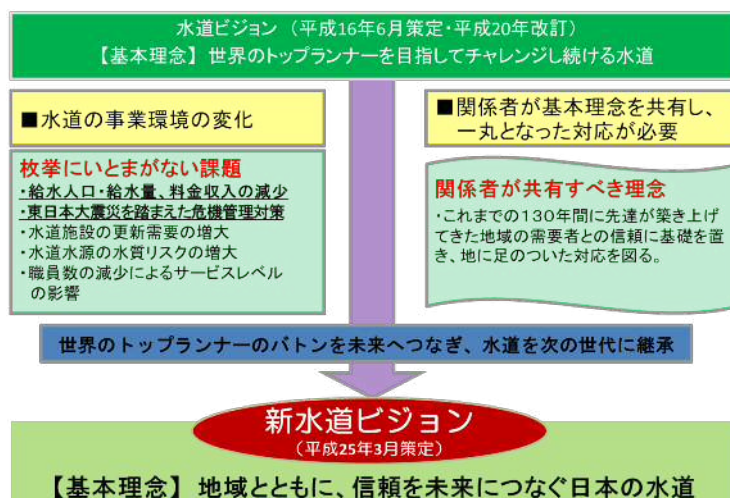 水道ビジョン（平成16年6月策定・平成20年改訂）
【基本理念】世界のトップランナーを目指してチャレンジし続ける水道
■水道の事業環境の変化
枚挙にいとまがない課題
・給水人口・給水量、料金収入の減少
・東日本大震災を踏まえた危機管理対策
・水道施設の更新需要の増大
・水道水源の水質リスクの増大
・職員数の減少によるサービスレベル
の影響
■関係者が基本理念を共有し、
一丸となった対応が必要
関係者が共有すべき理念
・これまでの130年間に先達が築き上げ
てきた地域の需要者との信頼に基礎を置
き、地に足のついた対応を図る。
世界のトップランナーのバトンを未来へつなぎ、水道を次の世代に継承
新水道ビジョン
（平成25年3月策定）
【基本理念】地域とともに、信頼を未来につなぐ日本の水道